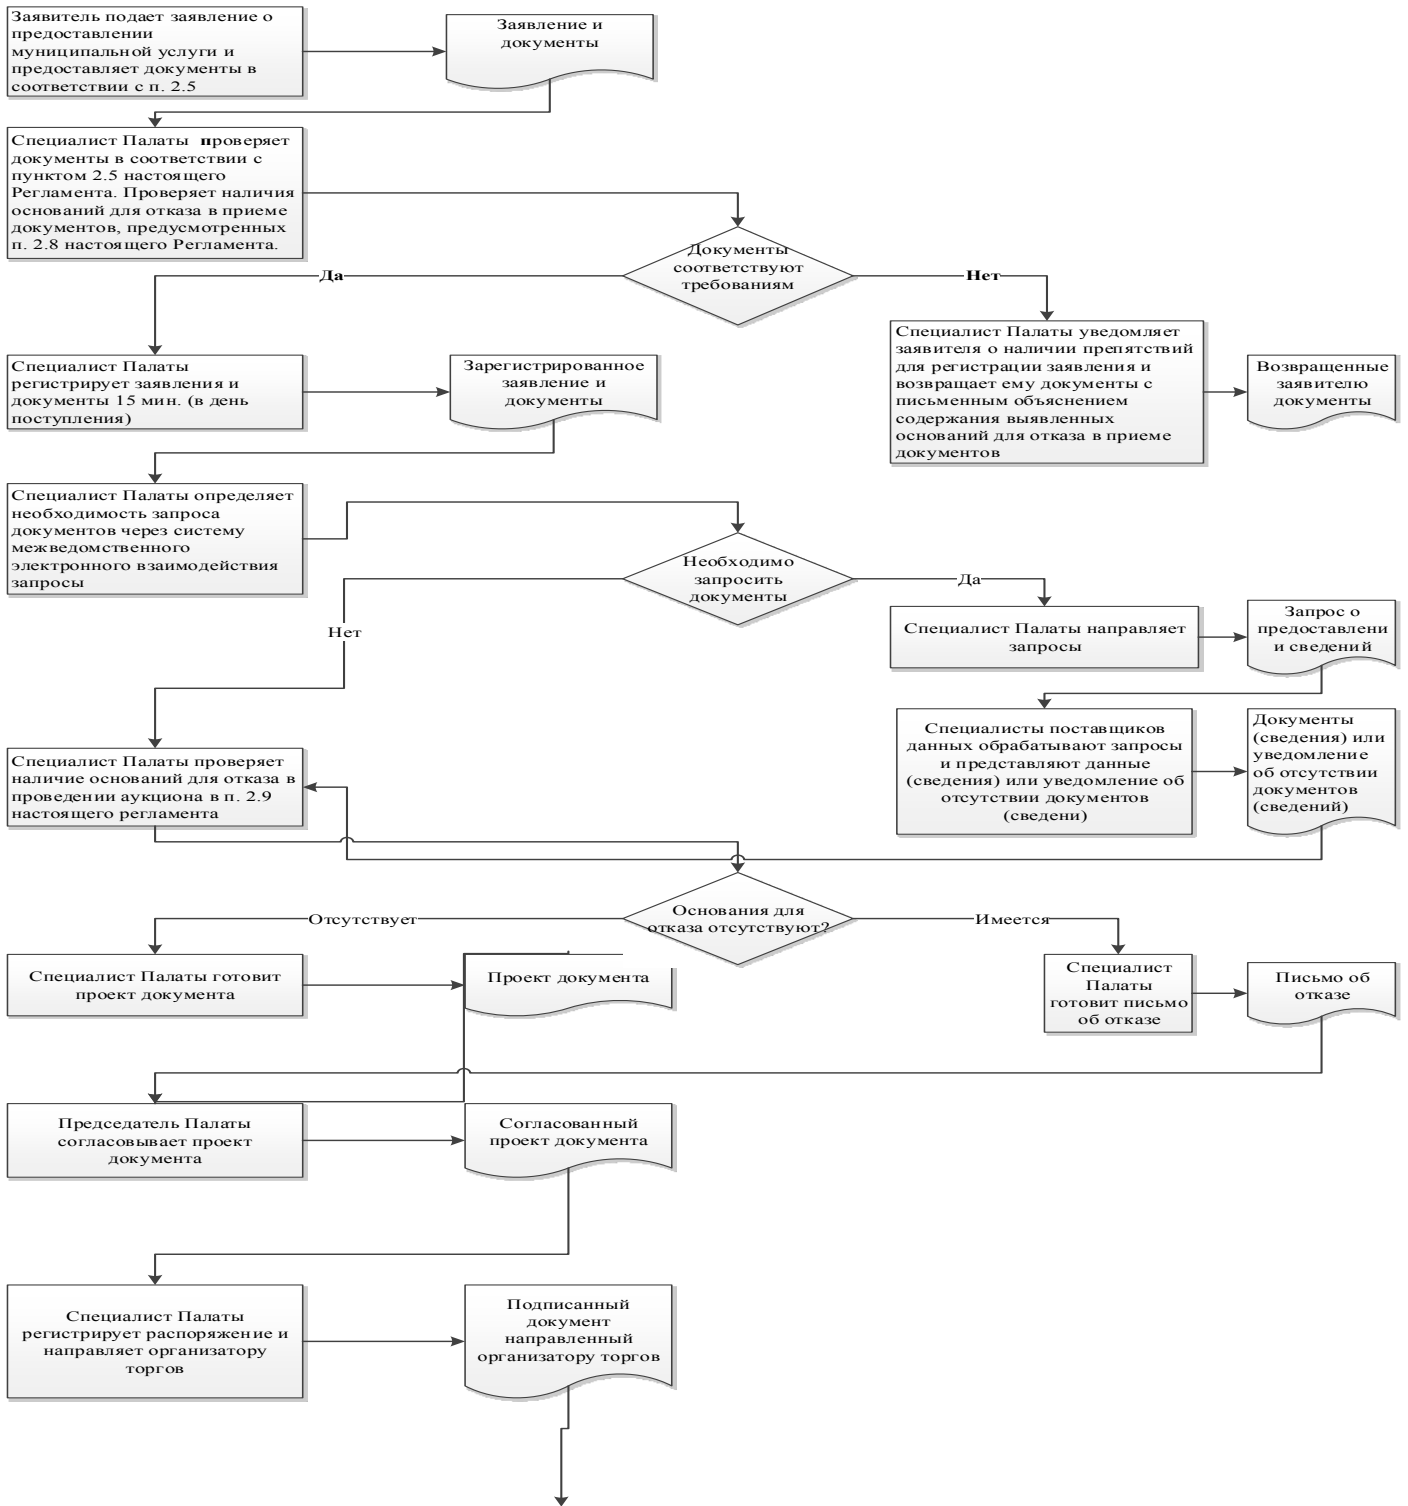 Заявитель подает заявление о
предоставлении
муниципальной услуги и
предоставляет документы в
соответствии с п. 2.5
Заявление и
документы
Специалист Палаты  проверяет
документы в соответствии с
пунктом 2.5 настоящего
Регламента. Проверяет наличия
оснований для отказа в приеме
документов, предусмотренных
п. 2.8 настоящего Регламента.
Документы
соответствуют
требованиям
Да
Нет
Специалист Палаты
регистрирует заявления и
документы 15 мин. (в день
поступления)
Зарегистрированное
заявление и
документы
Специалист Палаты уведомляет
заявителя о наличии препятствий
для регистрации заявления и
возвращает ему документы с
письменным объяснением
содержания выявленных
оснований для отказа в приеме
документов
Возвращенные
заявителю
документы
Специалист Палаты определяет
необходимость запроса
документов через систему
межведомственного
электронного взаимодействия
запросы
Необходимо
запросить
документы
Да
Нет
Специалист Палаты направляет
запросы
Запрос о
предоставлени
и сведений
Специалисты поставщиков
данных обрабатывают запросы
и представляют данные
(сведения) или уведомление об
отсутствии документов
(сведени)
Документы
(сведения) или
уведомление
об отсутствии
документов
(сведений)
Специалист Палаты проверяет
наличие оснований для отказа в
проведении аукциона в п. 2.9
настоящего регламента
Основания для
отказа отсутствуют?
Отсутствует
Имеется
Специалист Палаты готовит
проект документа
Проект документа
Специалист
Палаты
готовит письмо
об отказе
Письмо об
отказе
Председатель Палаты
согласовывает проект
документа
Согласованный
проект документа
Специалист Палаты
регистрирует распоряжение и
направляет организатору
торгов
Подписанный
документ
направленный
организатору торгов